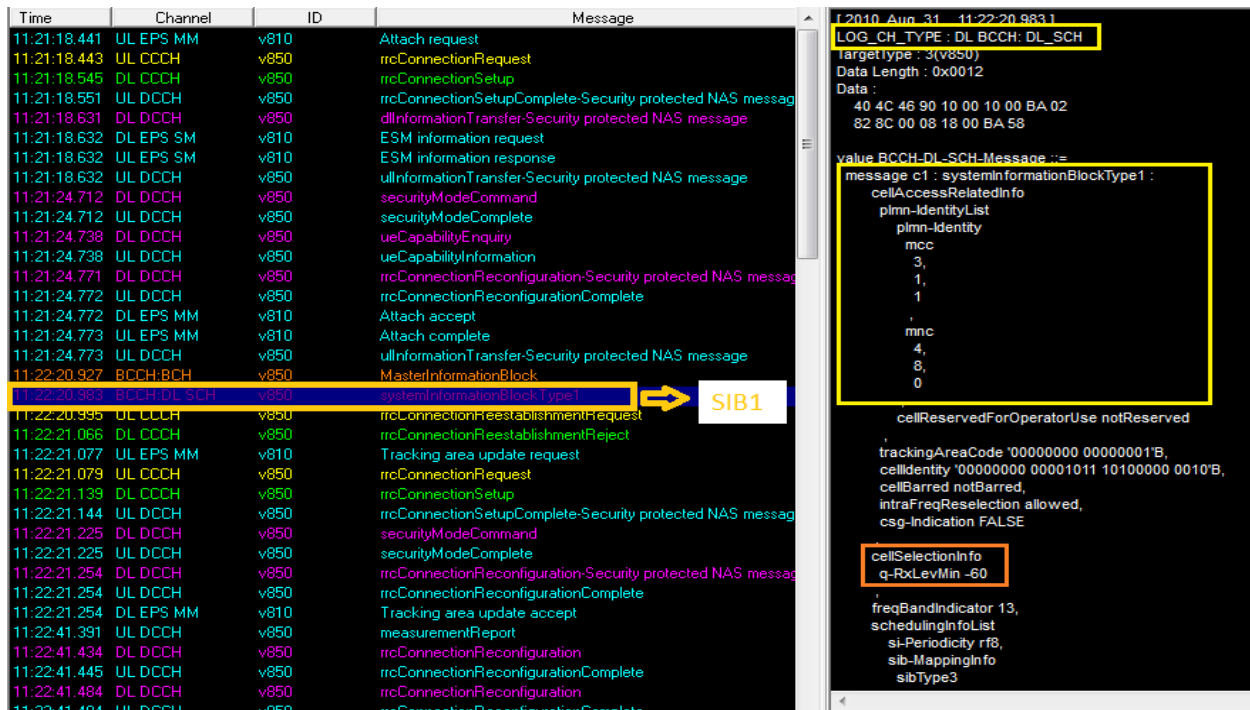 Time Channel ID Message
11:21:18.441 UL EPS MM v810 Attach request
11:21:18.443 UL CCCH v850 rrcConnectionRequest
11:21:18.545 DL CCCH v850 rrcConnectionSetup
11:21:18.551 UL DCCH v850 rrcConnectionSetupComplete-Security protected NAS messag
11:21:18.631 DL DCCH v850 dlInformationTransfer-Security protected NAS message
11:21:18.632 DL EPS SM v810 ESM information request
11:21:18.632 UL EPS SM v810 ESM information response
11:21:18.632 UL DCCH v850 ulInformationTransfer-Security protected NAS message
11:21:24.712 DL DCCH v850 securityModeCommand
11:21:24.712 UL DCCH v850 securityModeComplete
11:21:24.738 DL DCCH v850 ueCapabilityEnquiry
11:21:24.738 UL DCCH v850 ueCapabilityInformation
11:21:24.771 DL DCCH v850 rrcConnectionReconfiguration-Security protected NAS messag
11:21:24.772 UL DCCH v850 rrcConnectionReconfigurationComplete
11:21:24.772 DL EPS MM v810 Attach accept
11:21:24.773 UL EPS MM v810 Attach complete
11:21:24.773 UL DCCH v850 ulInformationTransfer-Security protected NAS message
11:22:20.927 BCCH:BCH v850 MasterInformationBlock
11:22:20.983 BCCH:DL SCH v850 systemInformationBlockType1
SIB1
11:22:20.995 UL CCCH v850 rrcConnectionReestablishmentRequest
11:22:21.066 DL CCCH v850 rrcConnectionReestablishmentReject
11:22:21.077 UL EPS MM v810 Tracking area update request
11:22:21.079 UL CCCH v850 rrcConnectionRequest
11:22:21.139 DL CCCH v850 rrcConnectionSetup
11:22:21.144 UL DCCH v850 rrcConnectionSetupComplete-Security protected NAS messag
11:22:21.225 DL DCCH v850 securityModeCommand
11:22:21.225 UL DCCH v850 securityModeComplete
11:22:21.254 DL DCCH v850 rrcConnectionReconfiguration-Security protected NAS messag
11:22:21.254 UL DCCH v850 rrcConnectionReconfigurationComplete
11:22:21.254 DL EPS MM v810 Tracking area update accept
11:22:41.391 UL DCCH v850 measurementReport
11:22:41.434 DL DCCH v850 rrcConnectionReconfiguration
11:22:41.445 UL DCCH v850 rrcConnectionReconfigurationComplete
11:22:41.484 DL DCCH v850 rrcConnectionReconfiguration
[ 2010 Aug 31 11:22:20.983 ]
LOG_CH_TYPE : DL BCCH: DL_SCH
TargetType : 3(v850)
Data Length : 0x0012
Data :
40 4C 46 90 10 00 10 00 BA 02
82 8C 00 08 18 00 BA 58
value BCCH-DL-SCH-Message ::=
message c1 : systemInformationBlockType1 :
cellAccessRelatedInfo
plmn-IdentityList
plmn-Identity
mcc
3,
1,
1
,
mnc
4,
8,
0
,
cellReservedForOperatorUse notReserved
,
trackingAreaCode '00000000 00000001'B,
cellIdentity '00000000 00001011 10100000 0010'B,
cellBarred notBarred,
intraFreqReselection allowed,
csg-Indication FALSE
,
cellSelectionInfo
q-RxLevMin -60
,
freqBandIndicator 13,
schedulingInfoList
si-Periodicity rf8,
sib-MappingInfo
sibType3